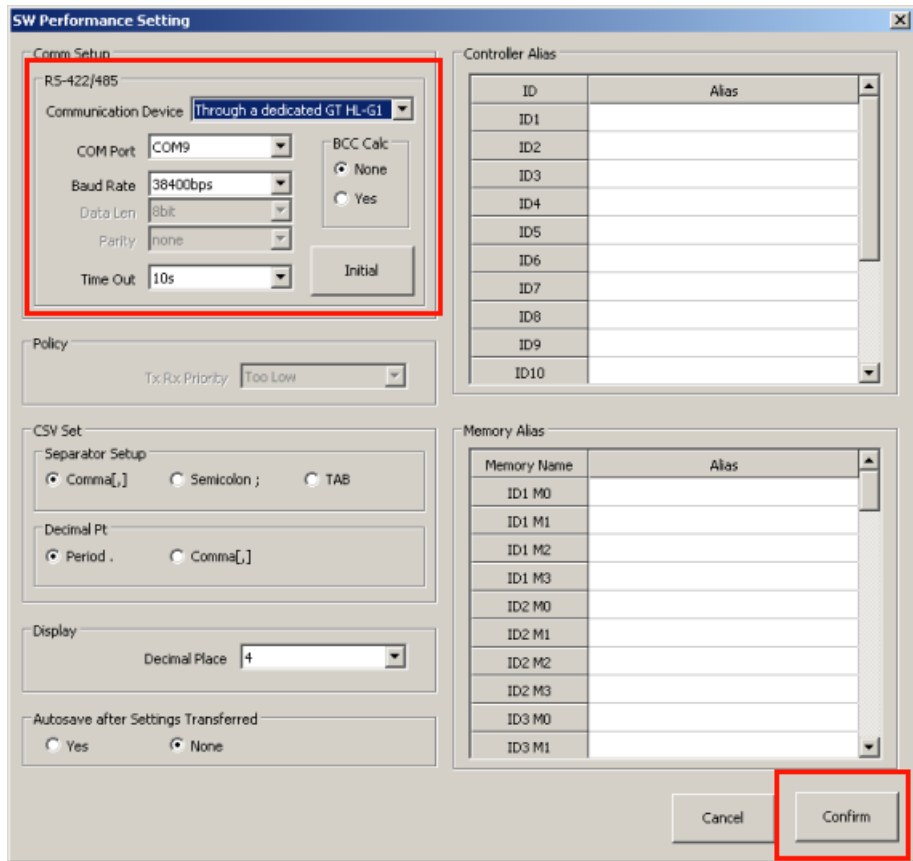 SW Performance Setting
Comm Setup
RS-422/485
Communication Device Through a dedicated GT HL-G1
COM Port COM9
Baud Rate 38400bps
Data Len 8bit
Parity none
Time Out 10s
BCC Calc
None
Yes
Initial
Policy
Tx Rx Priority Too Low
CSV Set
Separator Setup
Comma[,] Semicolon ; TAB
Decimal Pt
Period . Comma[,]
Display
Decimal Place 4
Autosave after Settings Transferred
Yes None
Controller Alias
ID Alias
ID1
ID2
ID3
ID4
ID5
ID6
ID7
ID8
ID9
ID10
Memory Alias
Memory Name Alias
ID1 M0
ID1 M1
ID1 M2
ID1 M3
ID2 M0
ID2 M1
ID2 M2
ID2 M3
ID3 M0
ID3 M1
Cancel Confirm